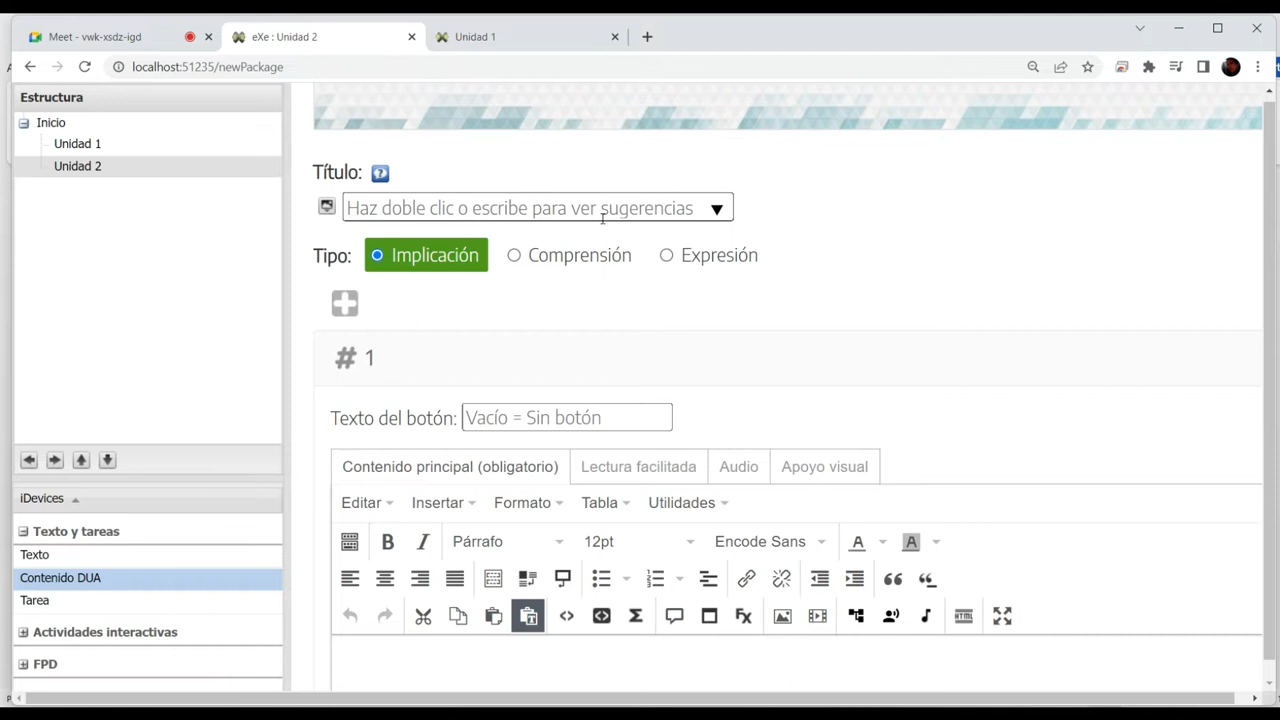 Meet - vwk-xsdz-igd
eXe : Unidad 2
Unidad 1
localhost:51235/newPackage
Estructura
Inicio
Unidad 1
Unidad 2
Título:
Haz doble clic o escribe para ver sugerencias
Tipo:
Implicación
Comprensión
Expresión
# 1
Texto del botón:
Vacío = Sin botón
Contenido principal (obligatorio)
Lectura facilitada
Audio
Apoyo visual
Editar
Insertar
Formato
Tabla
Utilidades
B
I
Párrafo
12pt
Encode Sans
A
A
iDevices
Texto y tareas
Texto
Contenido DUA
Tarea
Actividades interactivas
FPD